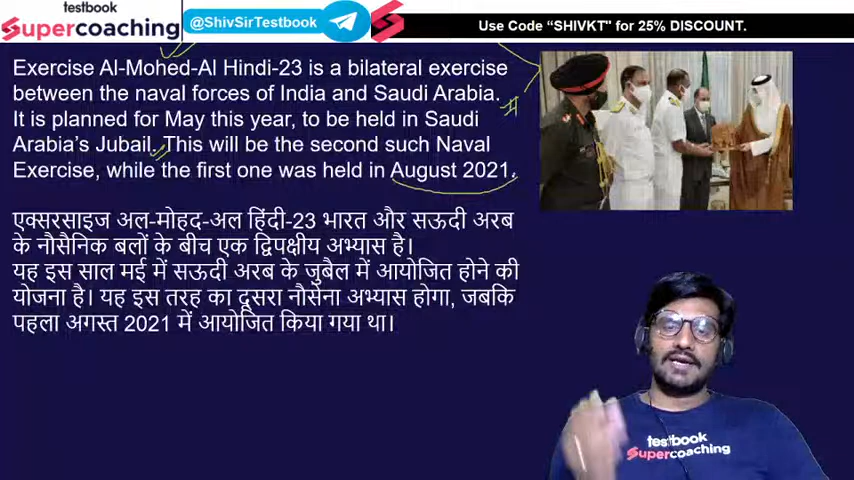 testbook
Supercoaching
@ShivSirTestbook
Use Code “SHIVKT" for 25% DISCOUNT.
Exercise Al-Mohed-Al Hindi-23 is a bilateral exercise
between the naval forces of India and Saudi Arabia.
It is planned for May this year, to be held in Saudi
Arabia’s Jubail. This will be the second such Naval
Exercise, while the first one was held in August 2021.
एक्सरसाइज अल-मोहद-अल हिंदी-23 भारत और सऊदी अरब
के नौसैनिक बलों के बीच एक द्विपक्षीय अभ्यास है।
यह इस साल मई में सऊदी अरब के जुबैल में आयोजित होने की
योजना है। यह इस तरह का दूसरा नौसेना अभ्यास होगा, जबकि
पहला अगस्त 2021 में आयोजित किया गया था।
testbook
Supercoaching